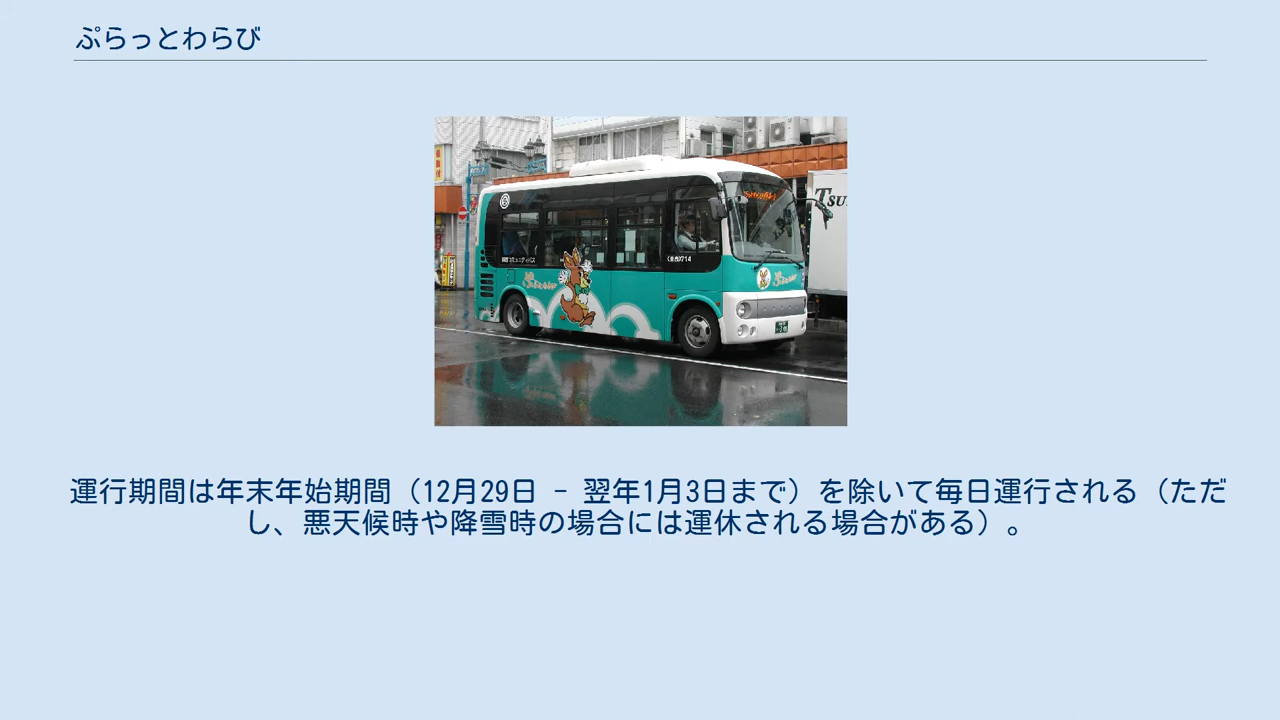 ぷらっとわらび
運行期間は年末年始期間（12月29日 - 翌年1月3日まで）を除いて毎日運行される（ただ
し、悪天候時や降雪時の場合には運休される場合がある）。